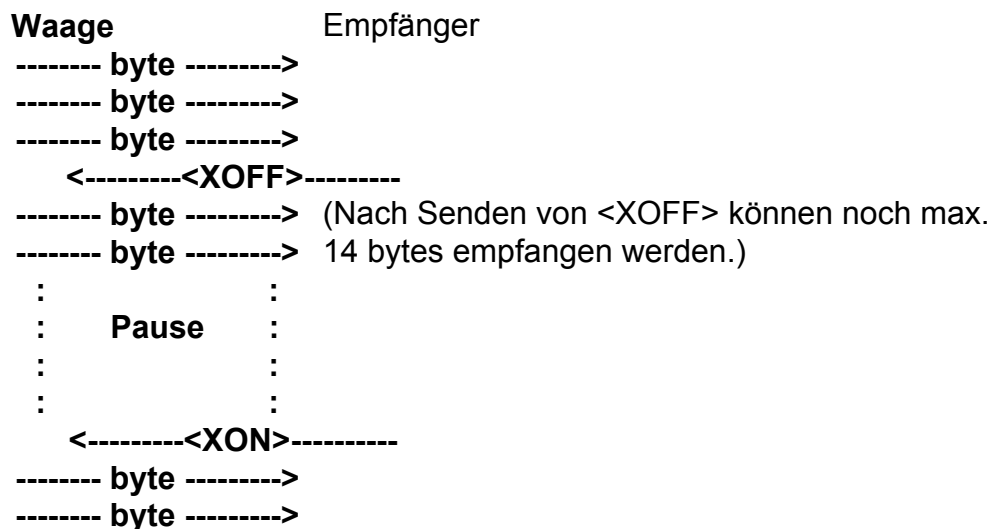 Waage Empfänger
-------- byte --------->
-------- byte --------->
-------- byte --------->
<---------<XOFF>---------
-------- byte ---------> (Nach Senden von <XOFF> können noch max.
-------- byte ---------> 14 bytes empfangen werden.)
: :
: Pause :
: :
: :
<---------<XON>----------
-------- byte --------->
-------- byte --------->